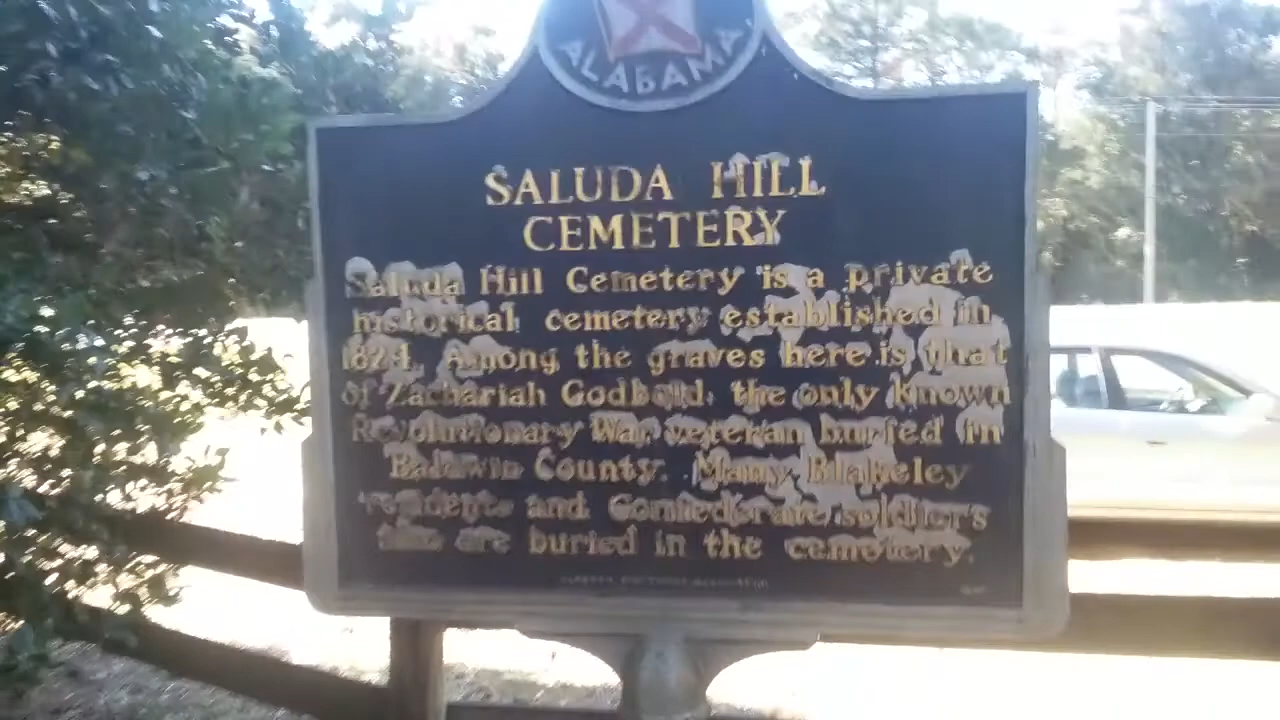 ALABAMA
SALUDA HILL
CEMETERY
Saluda Hill Cemetery is a private
historical cemetery established in
1824. Among the graves here is that
of Zachariah Godbold, the only known
Revolutionary War veteran buried in
Baldwin County. Many Blakeley
residents and Confederate soldiers
also are buried in the cemetery.